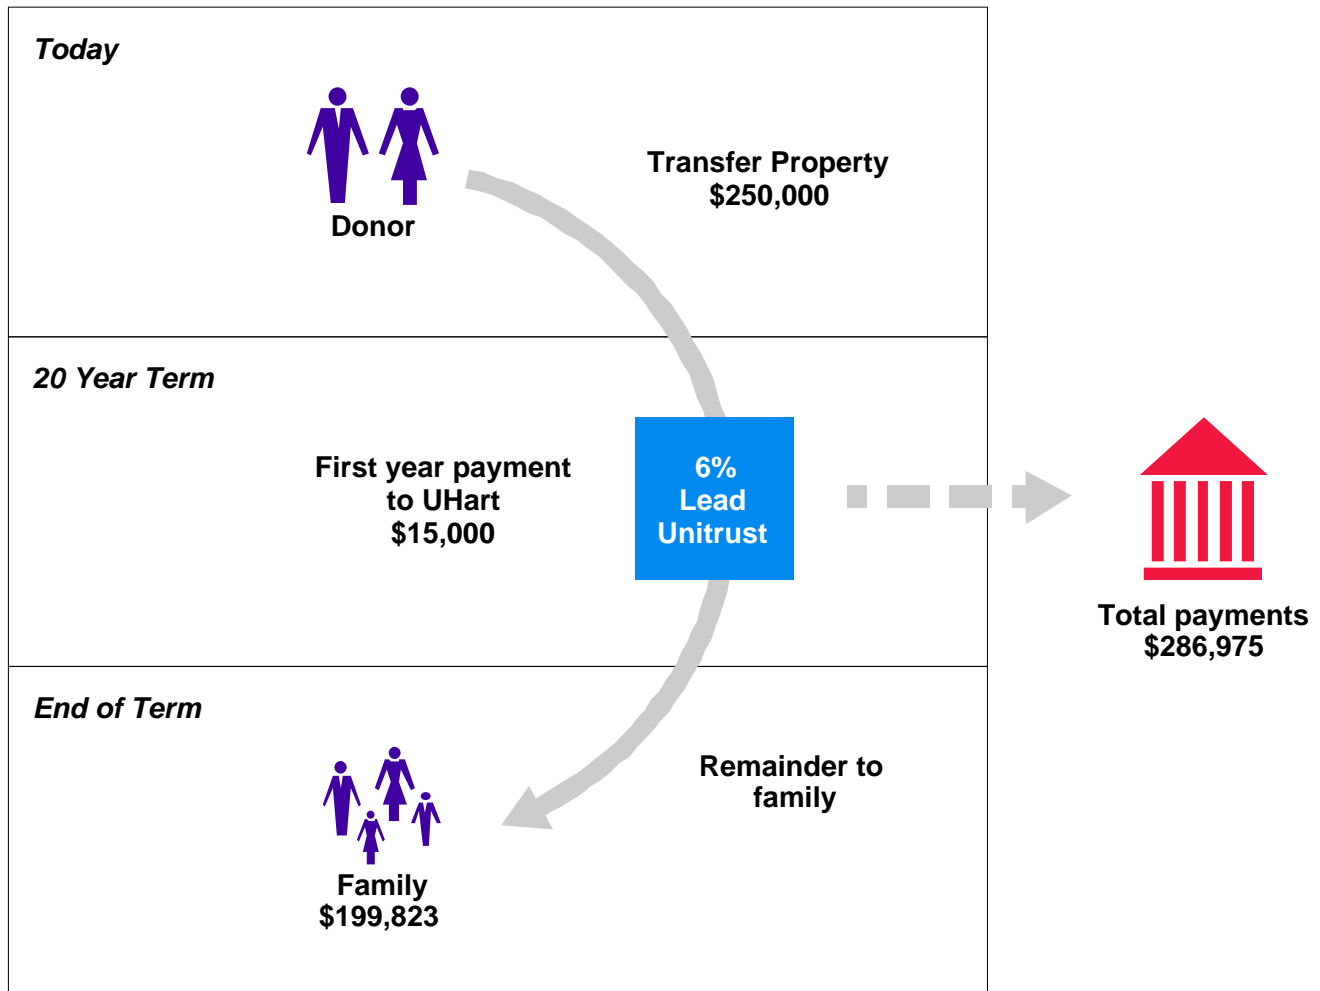 Today
Transfer Property
$250,000
Donor
20 Year Term
First year payment
to UHart
$15,000
6%
Lead
Unitrust
Total payments
$286,975
End of Term
Remainder to
family
Family
$199,823